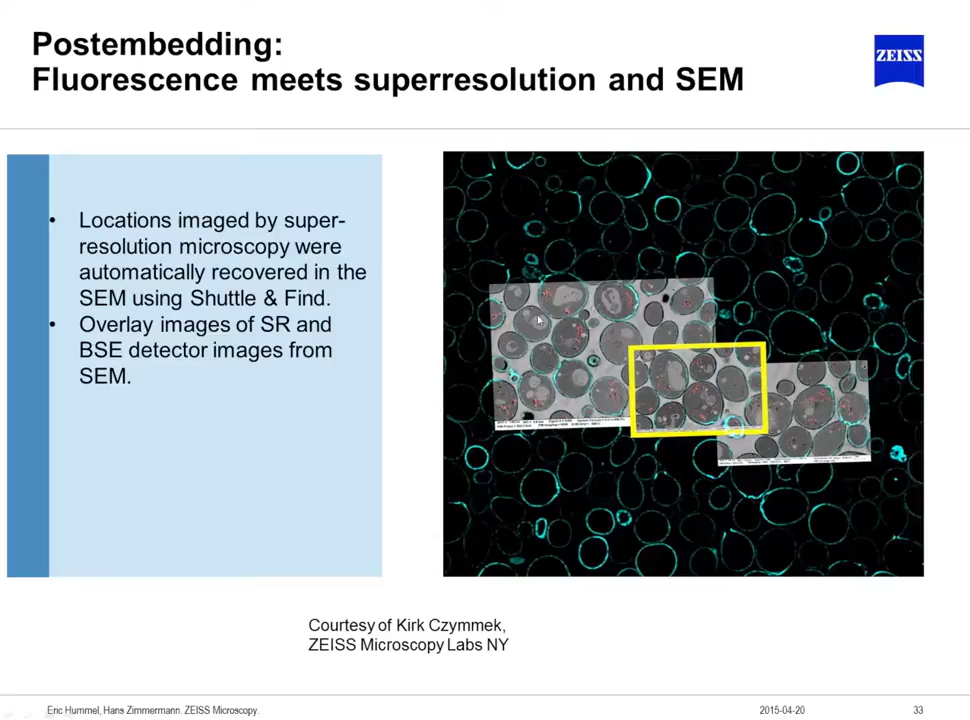 Postembedding:
Fluorescence meets superresolution and SEM
ZEISS
• Locations imaged by super-
resolution microscopy were
automatically recovered in the
SEM using Shuttle & Find.
• Overlay images of SR and
BSE detector images from
SEM.
Courtesy of Kirk Czymmek,
ZEISS Microscopy Labs NY
Eric Hummel, Hans Zimmermann. ZEISS Microscopy.
2015-04-20
33